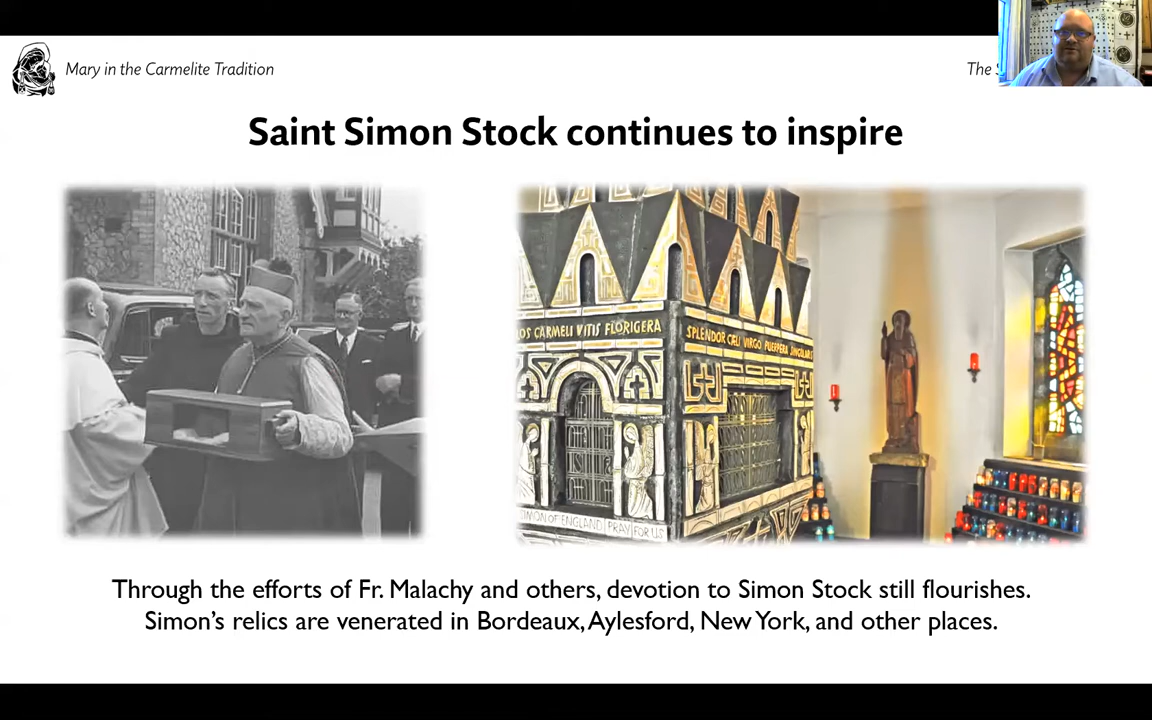 Mary in the Carmelite Tradition
The
Saint Simon Stock continues to inspire
OS CARMELI VITIS FLORIGERA
SPLENDOR CÆLI VIRGO PUERPERA SINGULARIS
SIMON OF ENGLAND PRAY FOR US
Through the efforts of Fr. Malachy and others, devotion to Simon Stock still flourishes.
Simon’s relics are venerated in Bordeaux, Aylesford, New York, and other places.